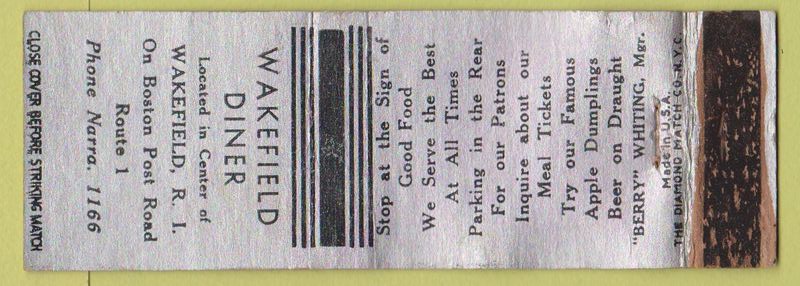 WAKEFIELD
DINER
Located in Center of
WAKEFIELD, R. I.
On Boston Post Road
Route 1
Phone Narra. 1166
CLOSE COVER BEFORE STRIKING MATCH
Stop at the Sign of
Good Food
We Serve the Best
At All Times
Parking in the Rear
For our Patrons
Inquire about our
Meal Tickets
Try our Famous
Apple Dumplings
Beer on Draught
"BERRY" WHITING, Mgr.
Made in U.S.A.
THE DIAMOND MATCH CO. N.Y.C.